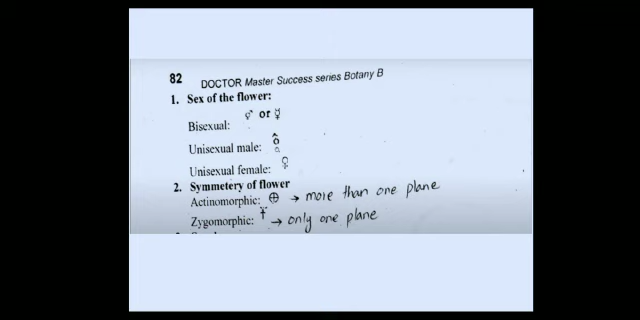 82 DOCTOR Master Success series Botany B
1. Sex of the flower:
Bisexual: ⚥ or ☿
Unisexual male:
Unisexual female: ♀
2. Symmetery of flower
Actinomorphic: ⊕ → more than one plane
Zygomorphic: † → only one plane